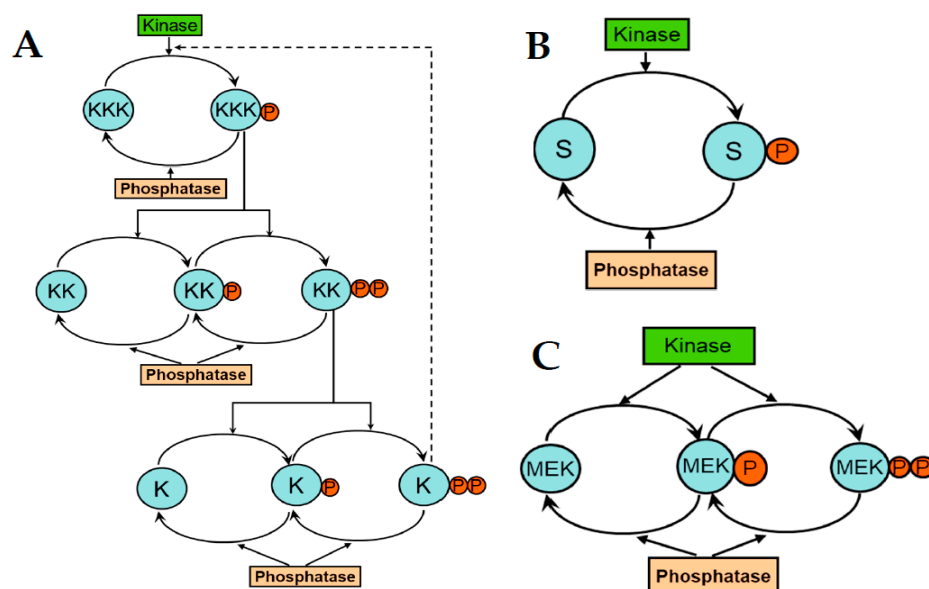 A
Kinase
KKK
KKK P
Phosphatase
KK
KK P
KK P P
Phosphatase
K
K P
K P P
Phosphatase
B
Kinase
S
S P
Phosphatase
C
Kinase
MEK
MEK P
MEK P P
Phosphatase